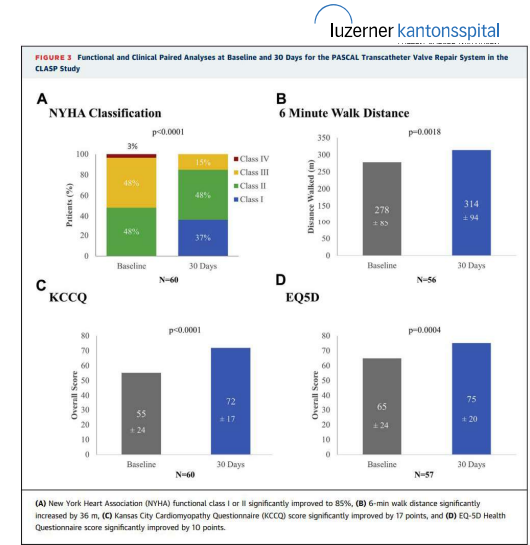 luzerner kantonsspital
FIGURE 3 Functional and Clinical Paired Analyses at Baseline and 30 Days for the PASCAL Transcatheter Valve Repair System in the
CLASP Study
A
NYHA Classification
p<0.0001
3%
100
80
60
40
20
0
Patients (%)
48%
48%
15%
48%
37%
Class IV
Class III
Class II
Class I
Baseline
30 Days
N=60
B
6 Minute Walk Distance
p=0.0018
350
300
250
200
150
100
50
0
Distance Walked (m)
278
± 85
314
± 94
Baseline
30 Days
N=56
C
KCCQ
p<0.0001
80
70
60
50
40
30
20
10
0
Overall Score
55
± 24
72
± 17
Baseline
30 Days
N=60
D
EQ5D
p=0.0004
80
70
60
50
40
30
20
10
0
Overall Score
65
± 24
75
± 20
Baseline
30 Days
N=57
(A) New York Heart Association (NYHA) functional class I or II significantly improved to 85%, (B) 6-min walk distance significantly
increased by 36 m, (C) Kansas City Cardiomyopathy Questionnaire (KCCQ) score significantly improved by 17 points, and (D) EQ-5D Health
Questionnaire score significantly improved by 10 points.